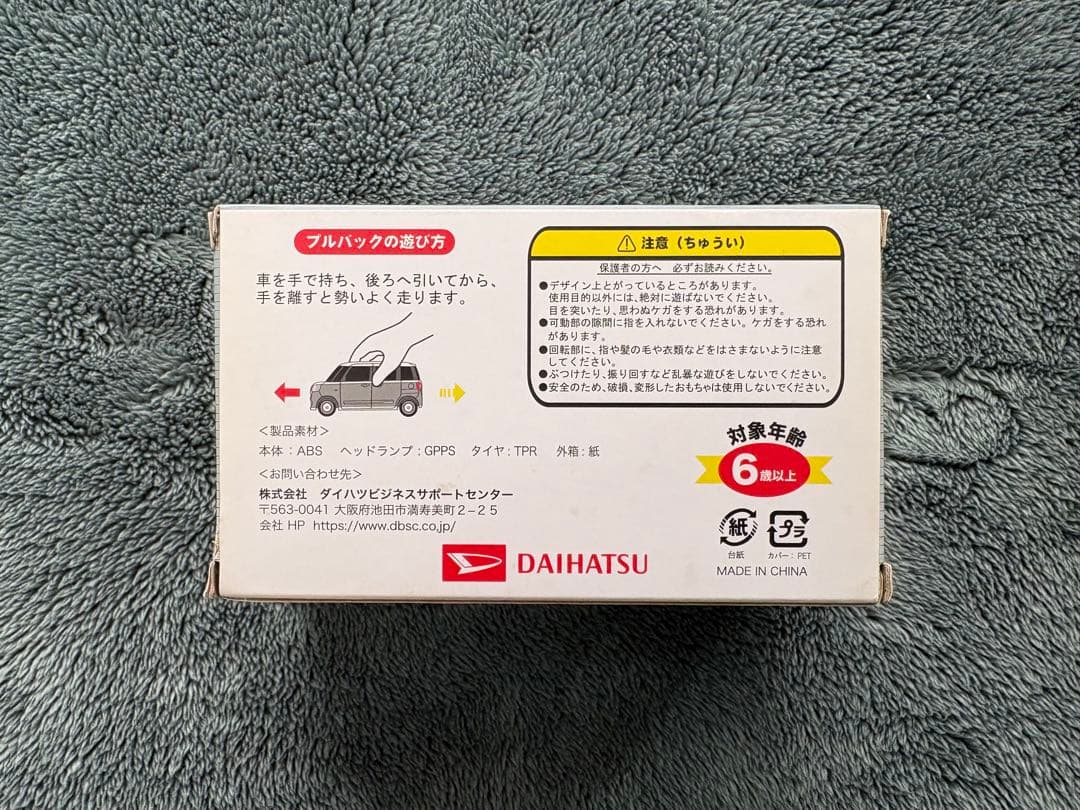 プルバックの遊び方
車を手で持ち、後ろへ引いてから、
手を離すと勢いよく走ります。
<製品素材>
本体：ABS ヘッドランプ：GPPS タイヤ：TPR 外箱：紙
<お問い合わせ先>
株式会社 ダイハツビジネスサポートセンター
〒563-0041 大阪府池田市満寿美町2-25
会社HP https://www.dbsc.co.jp/
DAIHATSU
⚠ 注意（ちゅうい）
保護者の方へ 必ずお読みください。
●デザイン上とがっているところがあります。
使用目的以外には、絶対に遊ばないでください。
目を突いたり、思わぬケガをする恐れがあります。
●可動部の隙間に指を入れないでください。ケガをする恐れ
があります。
●回転部に、指や髪の毛や衣類などをはさまないように注意
してください。
●ぶつけたり、振り回すなど乱暴な遊びをしないでください。
●安全のため、破損、変形したおもちゃは使用しないでください。
対象年齢
6歳以上
紙
プラ
台紙
カバー：PET
MADE IN CHINA